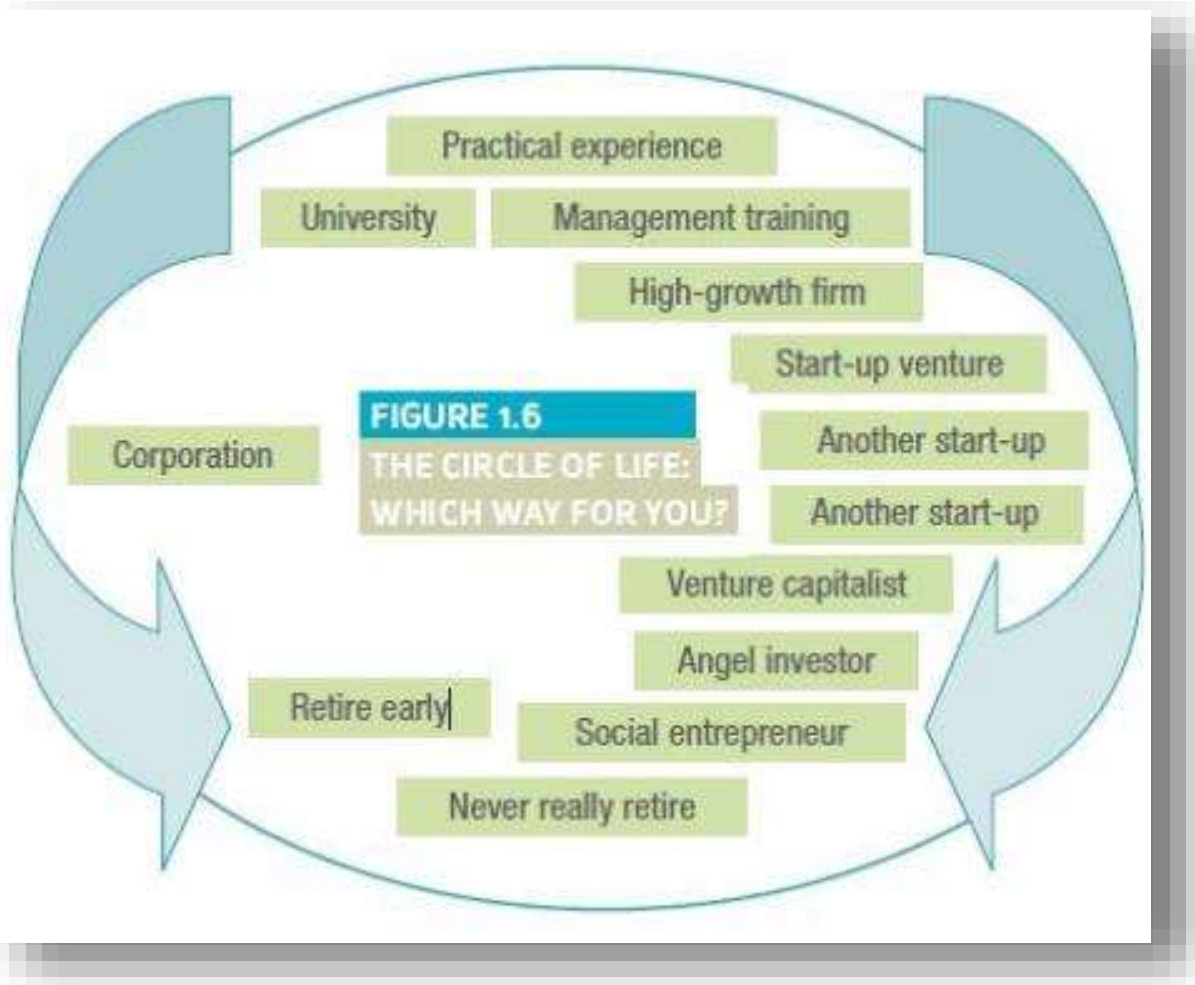 Practical experience
University Management training
High-growth firm
Start-up venture
FIGURE 1.6
THE CIRCLE OF LIFE:
WHICH WAY FOR YOU?
Corporation
Another start-up
Another start-up
Venture capitalist
Angel investor
Retire early
Social entrepreneur
Never really retire